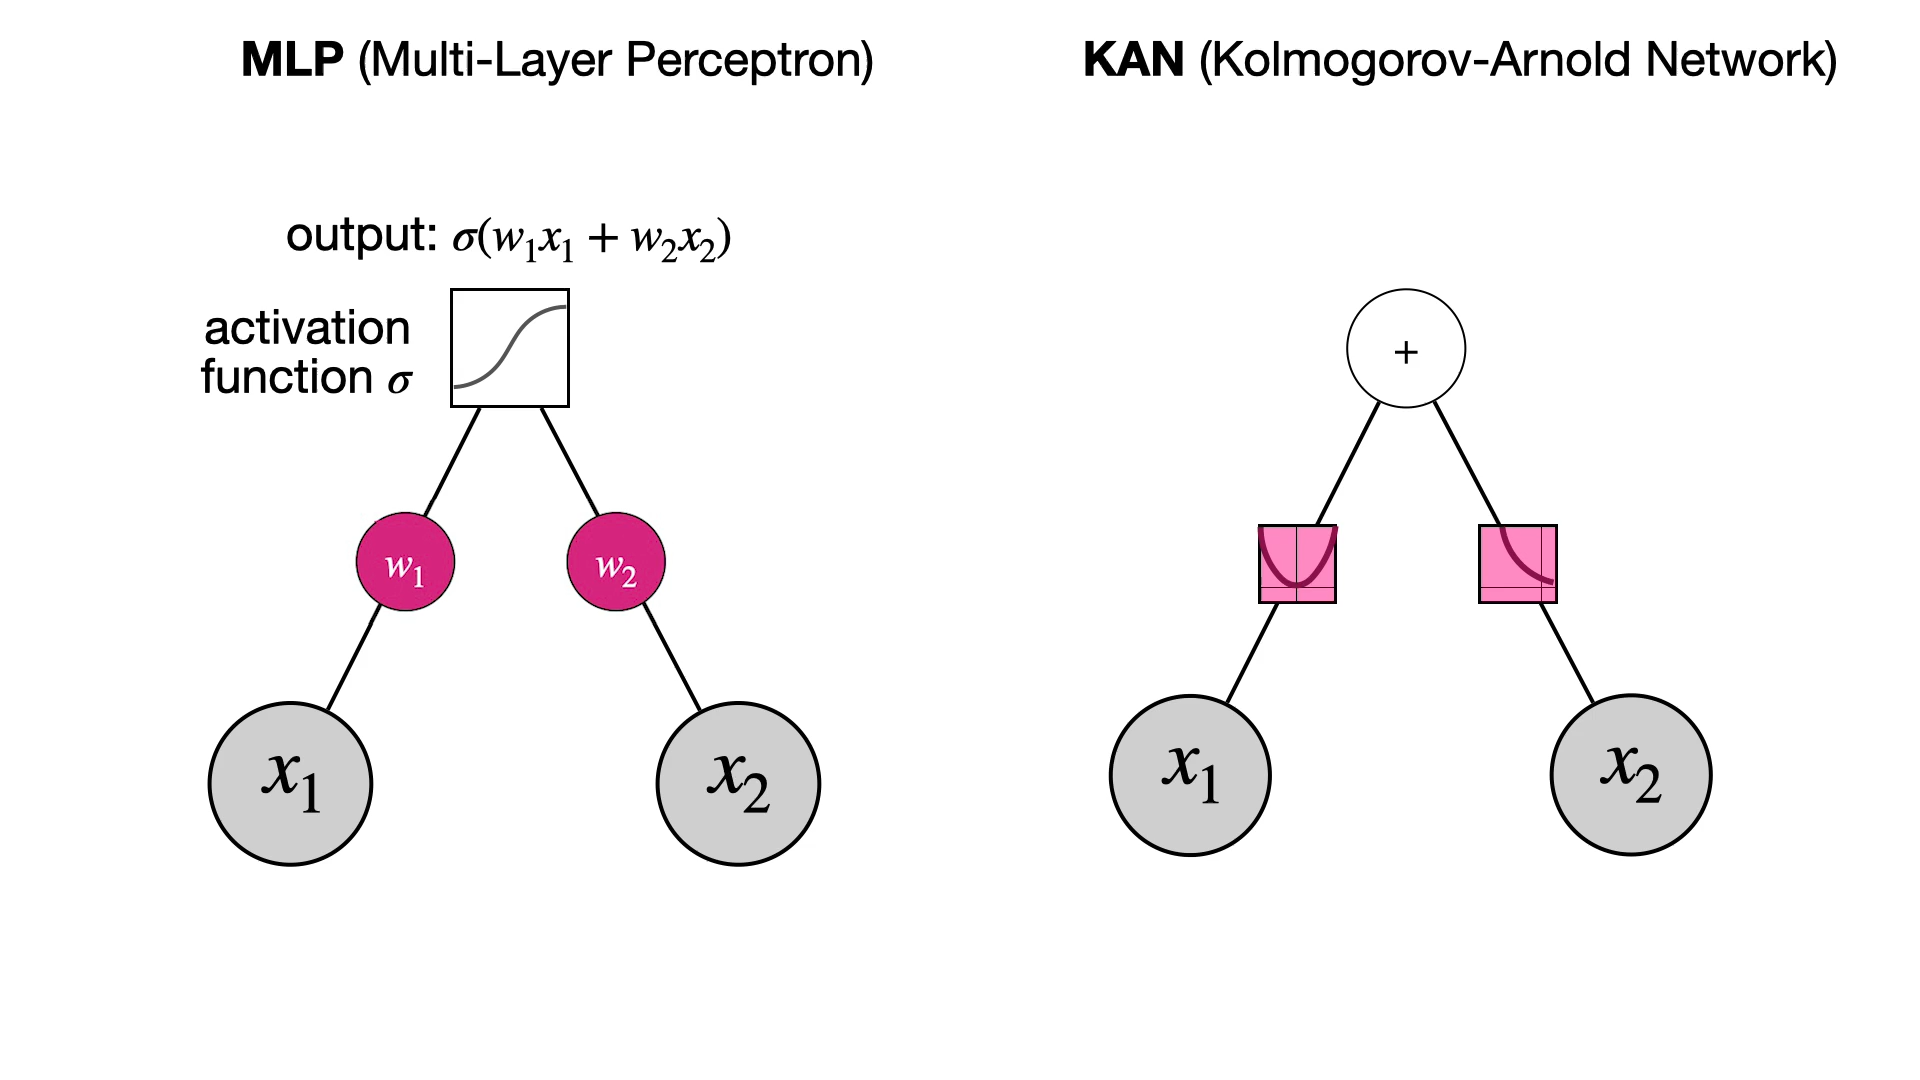 MLP (Multi-Layer Perceptron)
output: σ(w₁x₁ + w₂x₂)
activation
function σ
w₁
w₂
x₁
x₂
KAN (Kolmogorov-Arnold Network)
+
x₁
x₂